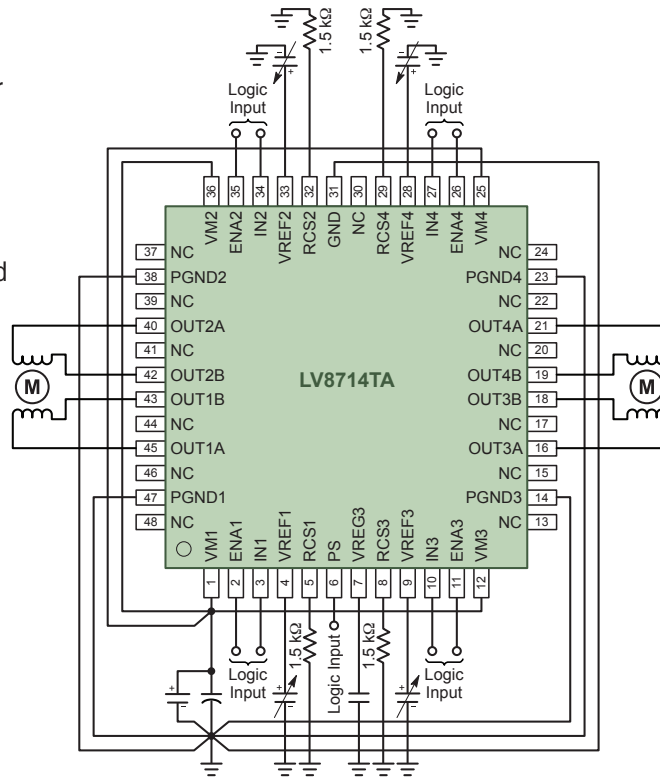 1.5 kΩ
1.5 kΩ
− +
− +
Logic
Input
Logic
Input
r
d
36 35 34 33 32 31 30 29 28 27 26 25
VM2 ENA2 IN2 VREF2 RCS2 GND NC RCS4 VREF4 IN4 ENA4 VM4
37 NC NC 24
38 PGND2 PGND4 23
39 NC NC 22
40 OUT2A OUT4A 21
41 NC NC 20
42 OUT2B OUT4B 19
LV8714TA
M
M
43 OUT1B OUT3B 18
44 NC NC 17
45 OUT1A OUT3A 16
46 NC NC 15
47 PGND1 PGND3 14
48 NC NC 13
VM1 ENA1 IN1 VREF1 RCS1 PS VREG3 RCS3 VREF3 IN3 ENA3 VM3
1 2 3 4 5 6 7 8 9 10 11 12
Logic
Input
1.5 kΩ
Logic Input
1.5 kΩ
Logic
Input
+ −
+ −
+ −